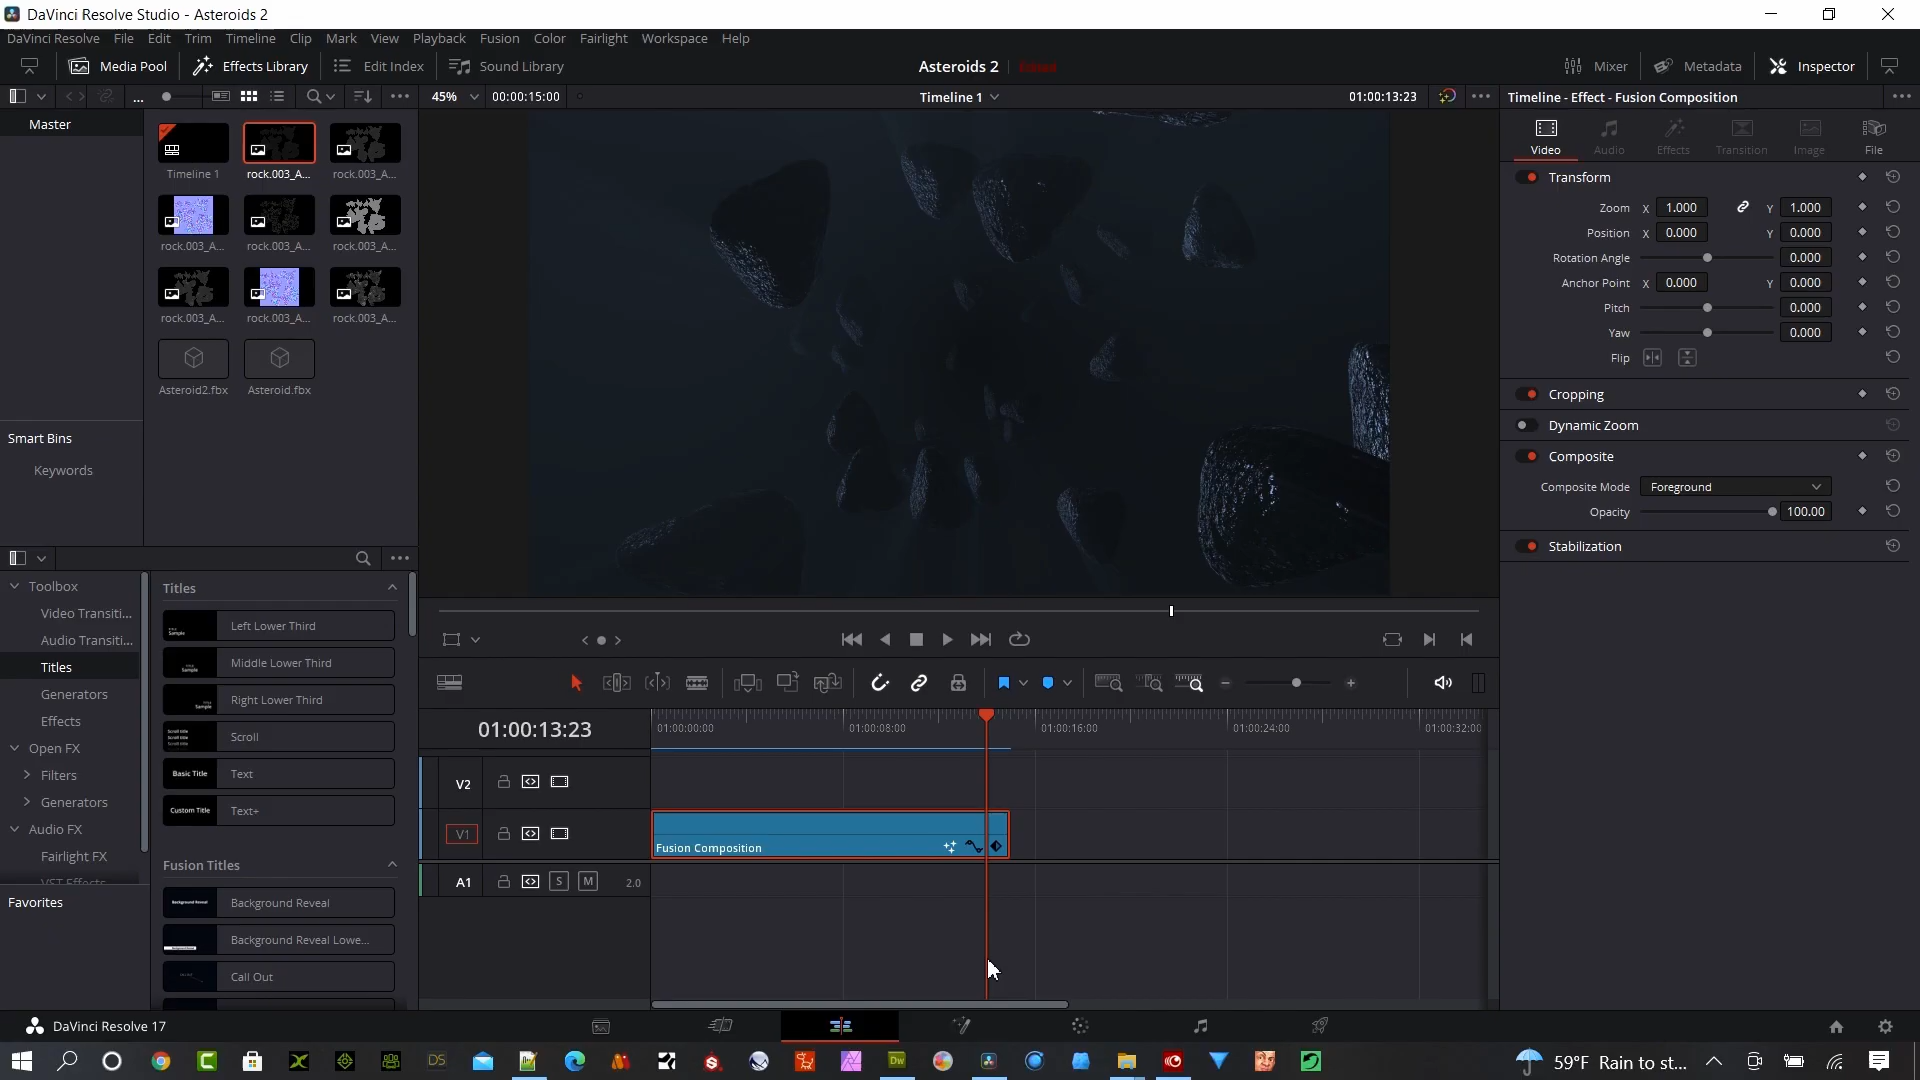 DaVinci Resolve Studio - Asteroids 2
DaVinci Resolve File Edit Trim Timeline Clip Mark View Playback Fusion Color Fairlight Workspace Help
Media Pool Effects Library Edit Index Sound Library Asteroids 2 Edited Mixer Metadata Inspector
45% 00:00:15:00 Timeline 1 01:00:13:23 Timeline - Effect - Fusion Composition
Master
Timeline 1 rock.003_A... rock.003_A...
rock.003_A... rock.003_A... rock.003_A...
rock.003_A... rock.003_A... rock.003_A...
Asteroid2.fbx Asteroid.fbx
Smart Bins
Keywords
Video Audio Effects Transition Image File
Transform
Zoom X 1.000 Y 1.000
Position X 0.000 Y 0.000
Rotation Angle 0.000
Anchor Point X 0.000 Y 0.000
Pitch 0.000
Yaw 0.000
Flip
Cropping
Dynamic Zoom
Composite
Composite Mode Foreground
Opacity 100.00
Stabilization
Toolbox
Video Transiti...
Audio Transiti...
Titles
Generators
Effects
Open FX
Filters
Generators
Audio FX
Fairlight FX
VST Effects
Favorites
Titles
Left Lower Third
Middle Lower Third
Right Lower Third
Scroll
Basic Title Text
Custom Title Text+
Fusion Titles
Background Reveal
Background Reveal Lowe...
Call Out
01:00:13:23
01:00:00:00 01:00:08:00 01:00:16:00 01:00:24:00 01:00:32:00
V2
V1
Fusion Composition
A1 S M 2.0
DaVinci Resolve 17
DS Dw 59°F Rain to st...